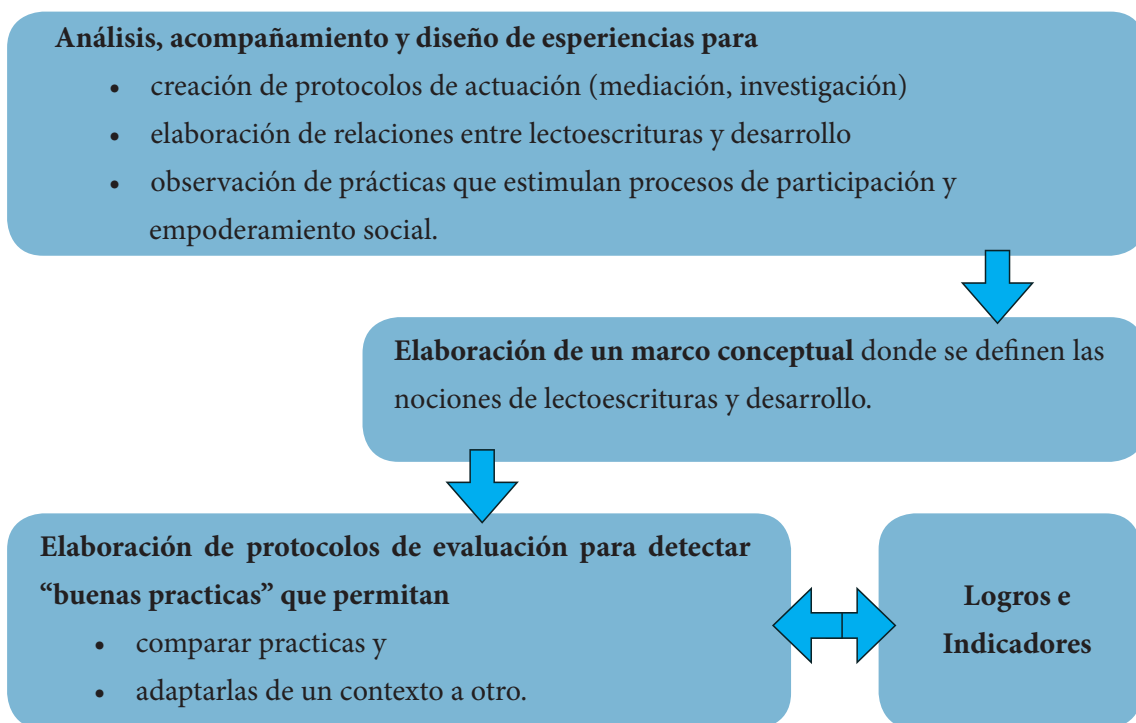 Análisis, acompañamiento y diseño de esperiencias para
• creación de protocolos de actuación (mediación, investigación)
• elaboración de relaciones entre lectoescrituras y desarrollo
• observación de prácticas que estimulan procesos de participación y
empoderamiento social.
Elaboración de un marco conceptual donde se definen las
nociones de lectoescrituras y desarrollo.
Elaboración de protocolos de evaluación para detectar
“buenas practicas” que permitan
• comparar practicas y
• adaptarlas de un contexto a otro.
Logros e
Indicadores